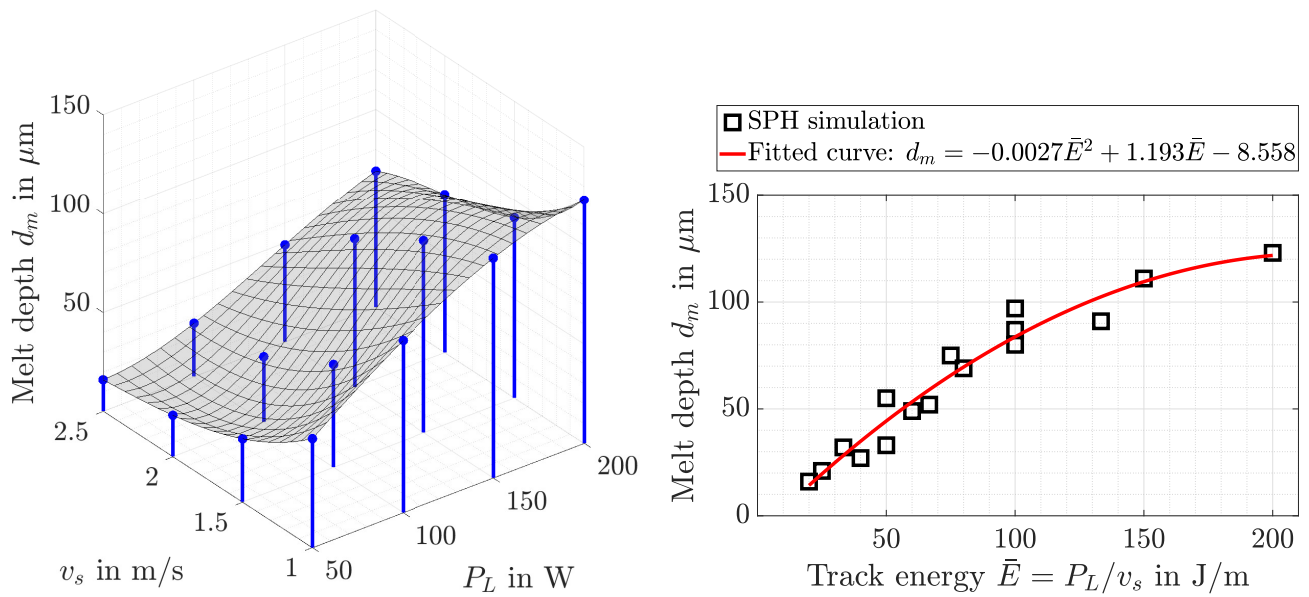 150
100
50
Melt depth d_m in μm
2.5
2
1.5
1
v_s in m/s
50
100
150
200
P_L in W
SPH simulation
Fitted curve: d_m = −0.0027Ē² + 1.193Ē − 8.558
150
100
50
0
Melt depth d_m in μm
50
100
150
200
Track energy Ē = P_L/v_s in J/m